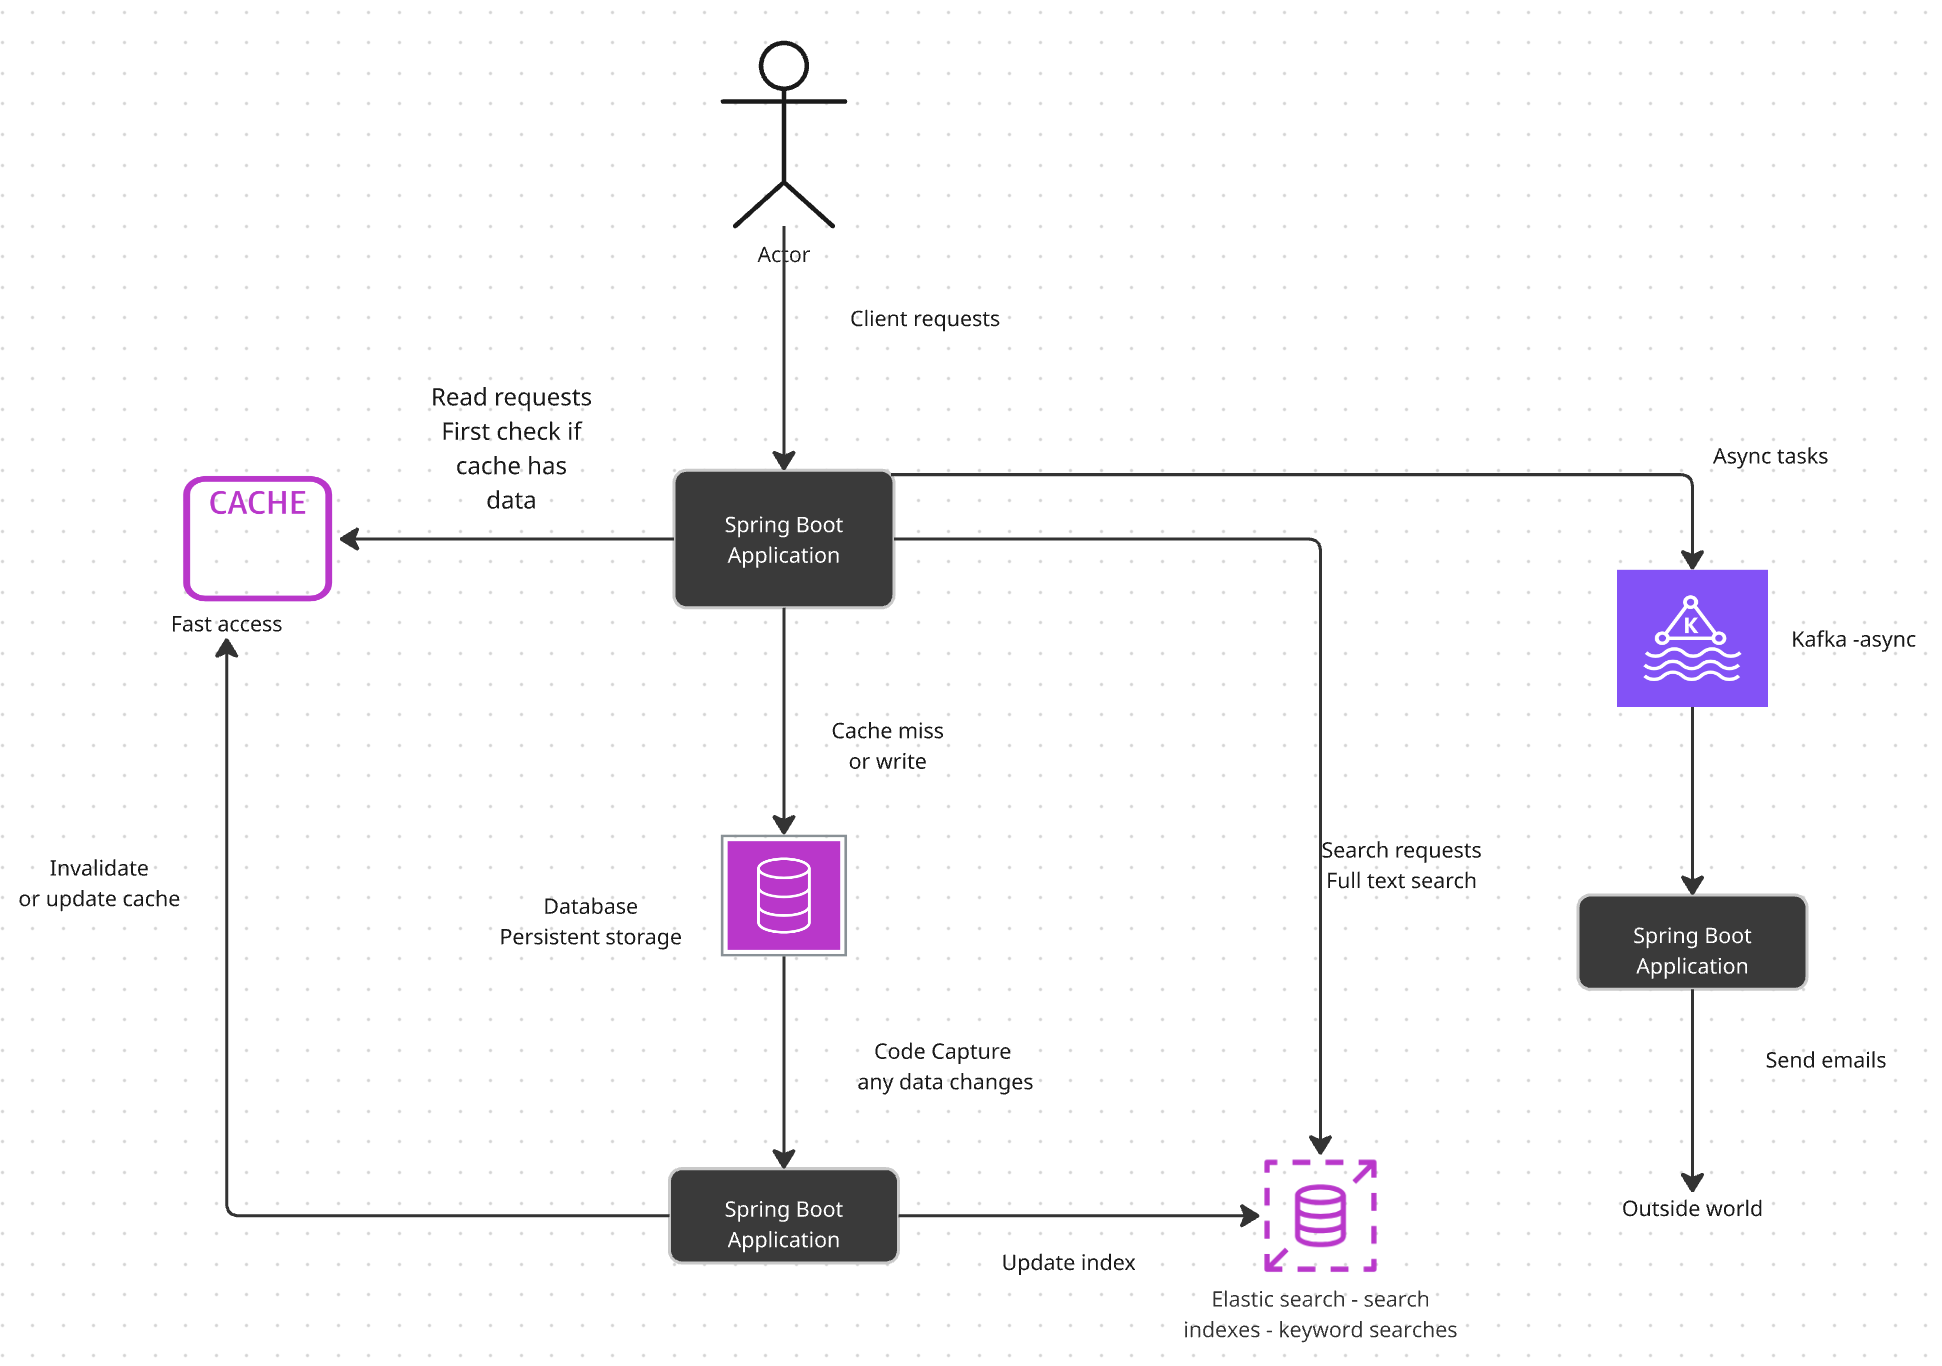 Actor
Client requests
Read requests
First check if
cache has
data
Async tasks
CACHE
Spring Boot
Application
Fast access
K
Kafka -async
Cache miss
or write
Search requests
Full text search
Invalidate
or update cache
Database
Persistent storage
Spring Boot
Application
Code Capture
any data changes
Send emails
Spring Boot
Application
Update index
Outside world
Elastic search - search
indexes - keyword searches